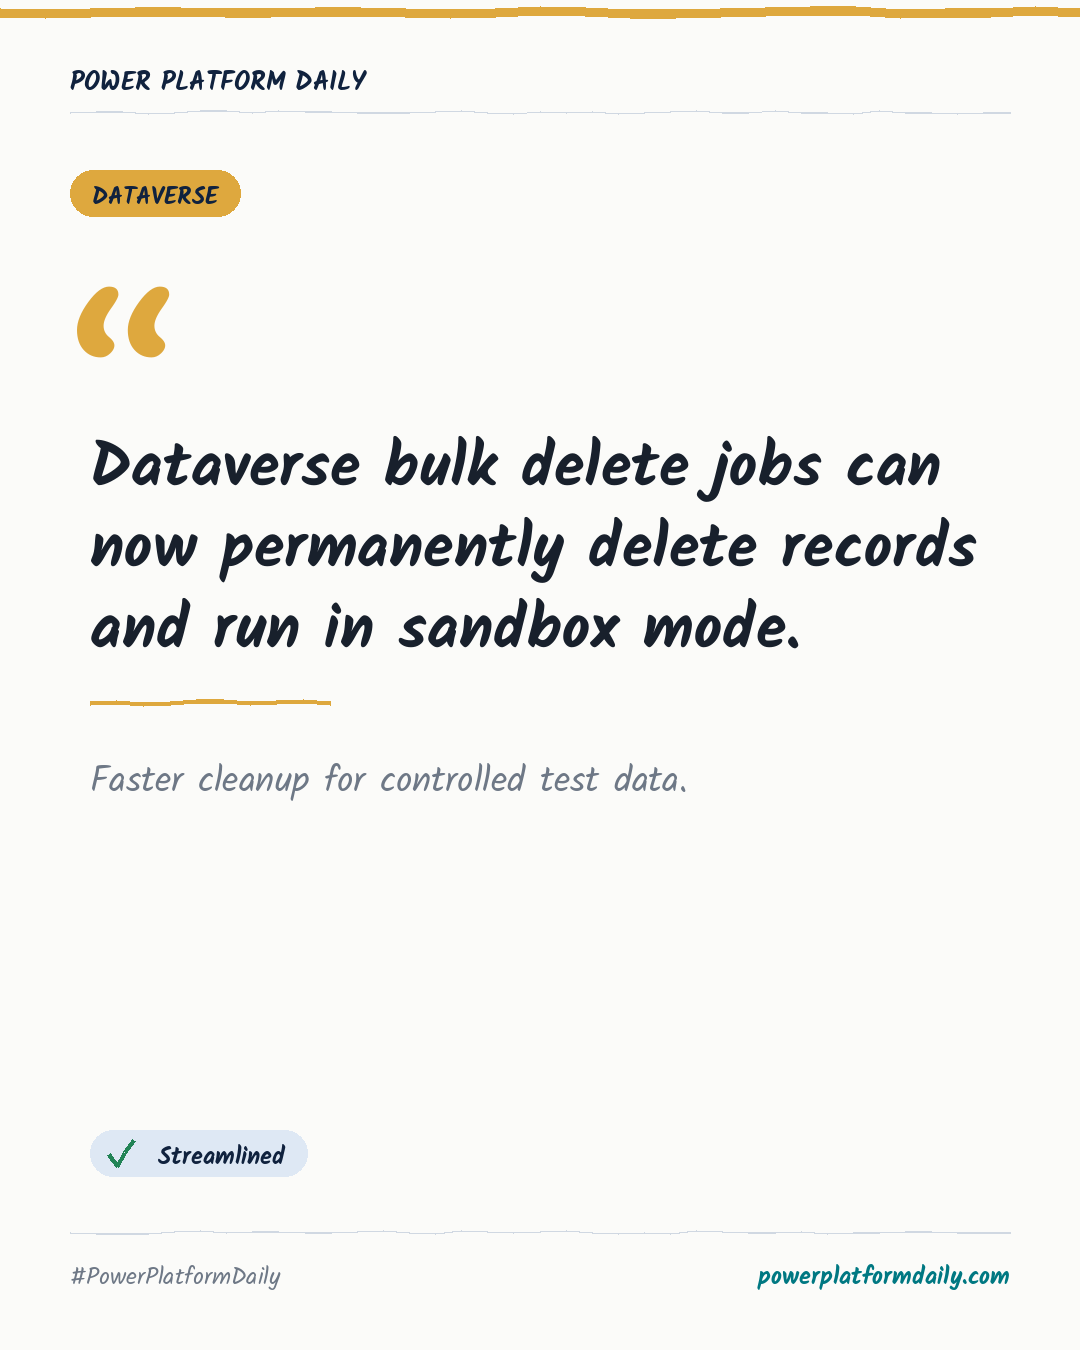 POWER PLATFORM DAILY
DATAVERSE
“
Dataverse bulk delete jobs can
now permanently delete records
and run in sandbox mode.
Faster cleanup for controlled test data.
Streamlined
#PowerPlatformDaily
powerplatformdaily.com